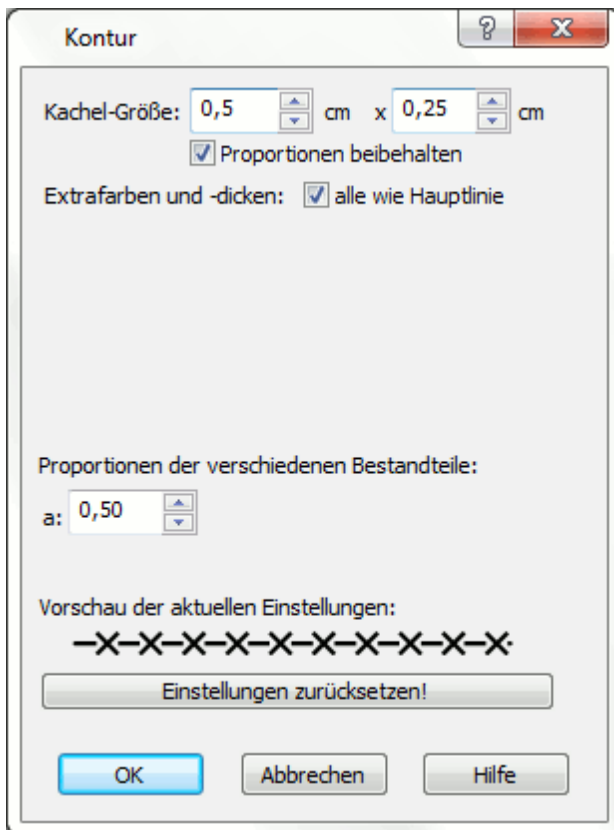 Kontur
Kachel-Größe: 0,5 cm x 0,25 cm
Proportionen beibehalten
Extrafarben und -dicken: alle wie Hauptlinie
Proportionen der verschiedenen Bestandteile:
a: 0,50
Vorschau der aktuellen Einstellungen:
Einstellungen zurücksetzen!
OK Abbrechen Hilfe